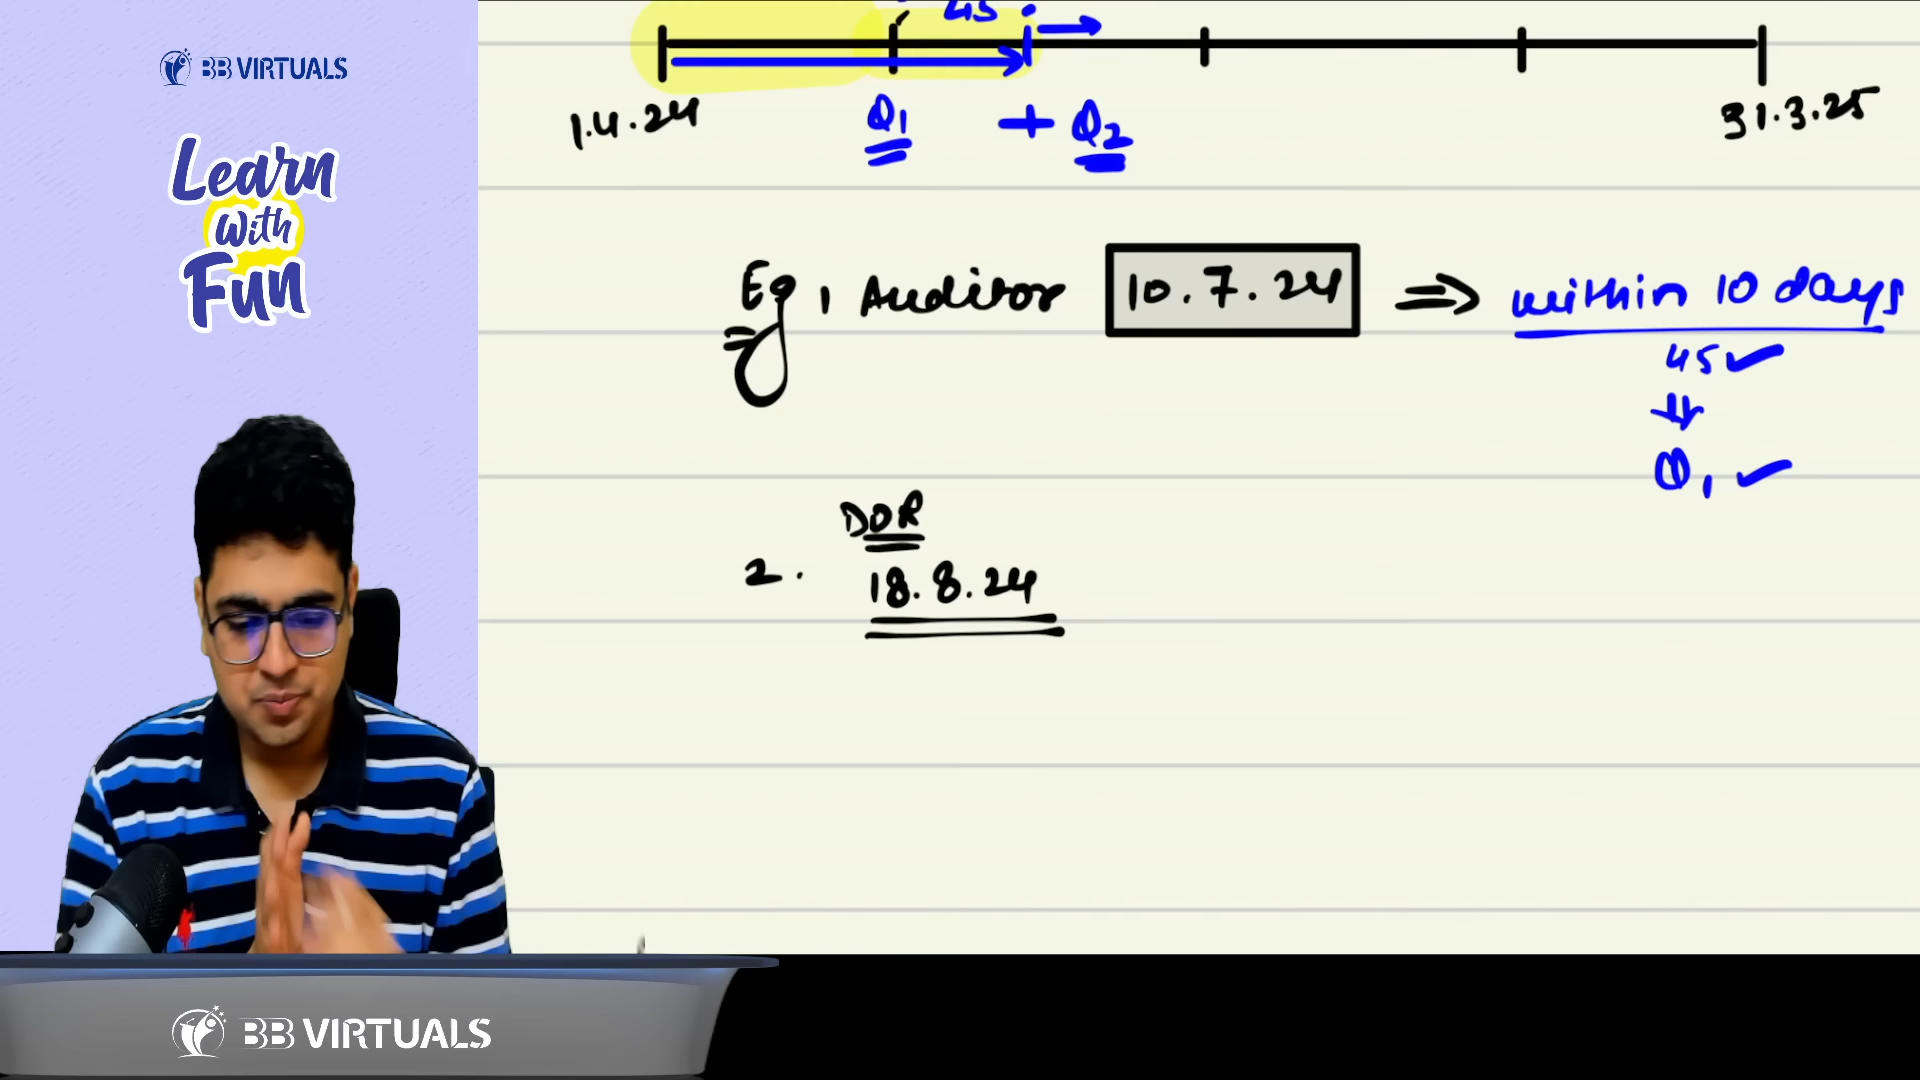 BB VIRTUALS
Learn
With
Fun
45
1.4.24
Q1 + Q2
31.3.25
Eg, Auditor 10.7.24 ⇒ within 10 days
45 ✓
⇓
Q1 ✓
DOR
2. 18.8.24
BB VIRTUALS